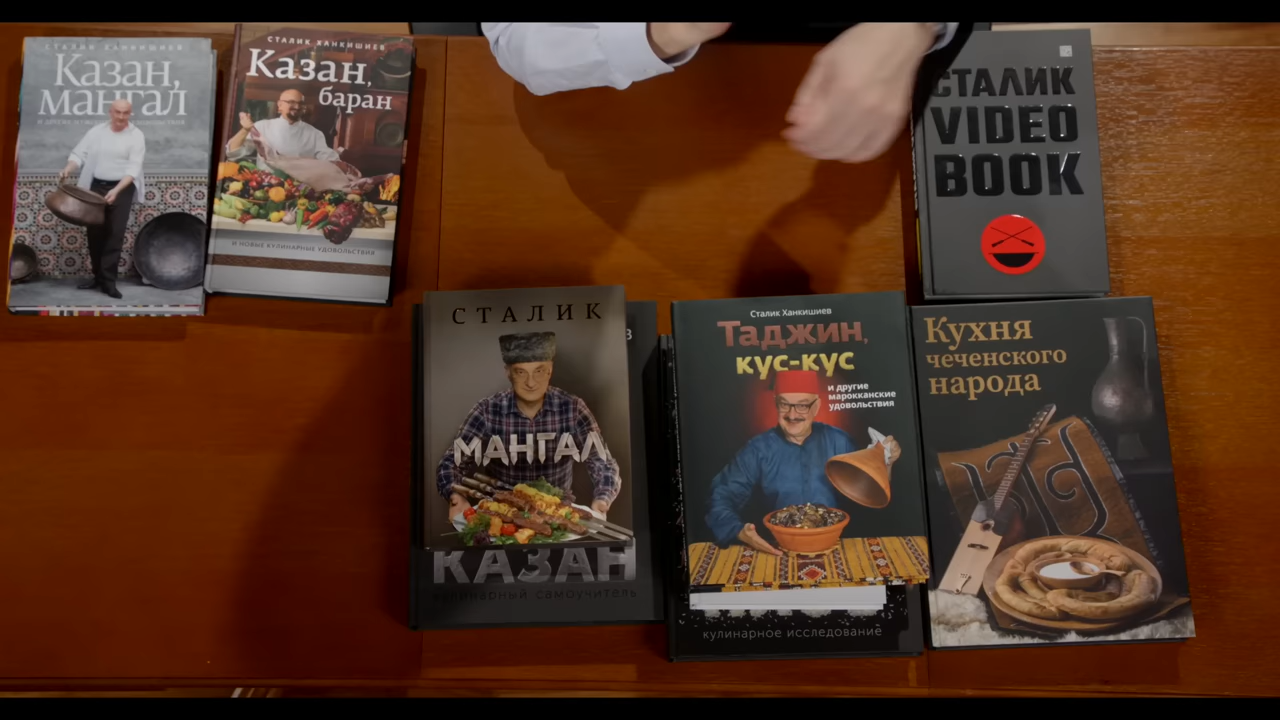 СТАЛИК ХАНКИШИЕВ
Казан,
мангал
СТАЛИК ХАНКИШИЕВ
Казан,
баран
И НОВЫЕ КУЛИНАРНЫЕ УДОВОЛЬСТВИЯ
СТАЛИК
VIDEO
BOOK
СТАЛИК
МАНГАЛ
КАЗАН
кулинарный самоучитель
Сталик Ханкишиев
Таджин,
кус-кус
и другие
марокканские
удовольствия
кулинарное исследование
Кухня
чеченского
народа